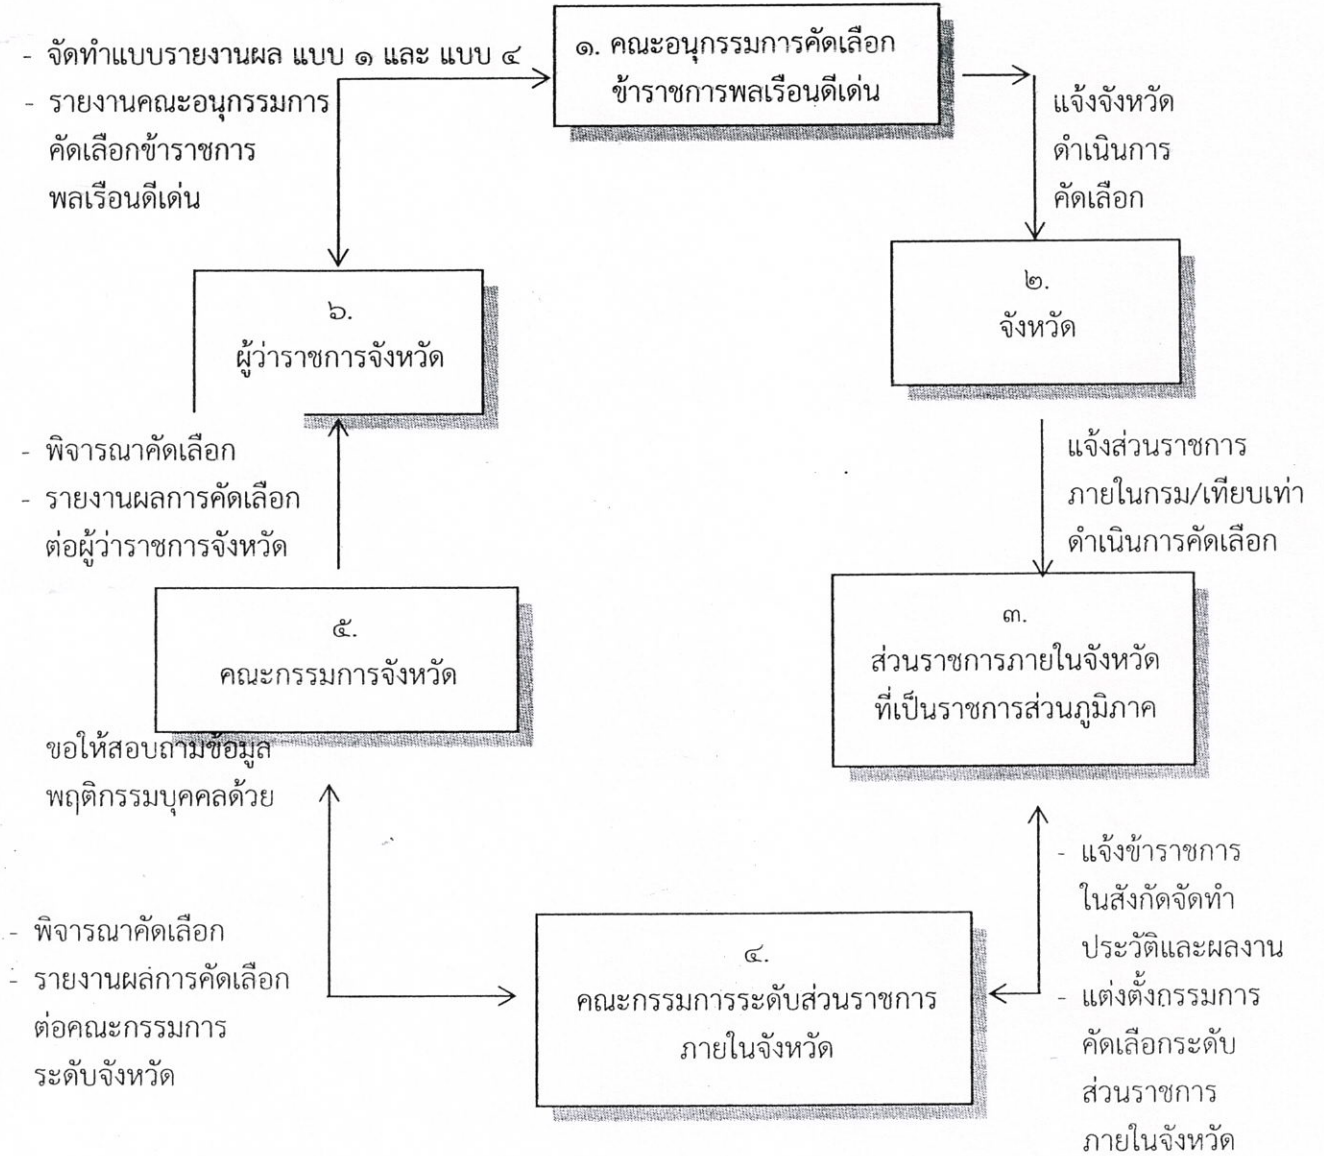 - จัดทำแบบรายงานผล แบบ ๑ และ แบบ ๔
- รายงานคณะอนุกรรมการ
คัดเลือกข้าราชการ
พลเรือนดีเด่น
๑. คณะอนุกรรมการคัดเลือก
ข้าราชการพลเรือนดีเด่น
แจ้งจังหวัด
ดำเนินการ
คัดเลือก
๒.
จังหวัด
แจ้งส่วนราชการ
ภายในกรม/เทียบเท่า
ดำเนินการคัดเลือก
๓.
ส่วนราชการภายในจังหวัด
ที่เป็นราชการส่วนภูมิภาค
- แจ้งข้าราชการ
ในสังกัดจัดทำ
ประวัติและผลงาน
- แต่งตั้งกรรมการ
คัดเลือกระดับ
ส่วนราชการ
ภายในจังหวัด
๔.
คณะกรรมการระดับส่วนราชการ
ภายในจังหวัด
- พิจารณาคัดเลือก
- รายงานผลการคัดเลือก
ต่อคณะกรรมการ
ระดับจังหวัด
๕.
คณะกรรมการจังหวัด
ขอให้สอบถามข้อมูล
พฤติกรรมบุคคลด้วย
- พิจารณาคัดเลือก
- รายงานผลการคัดเลือก
ต่อผู้ว่าราชการจังหวัด
๖.
ผู้ว่าราชการจังหวัด